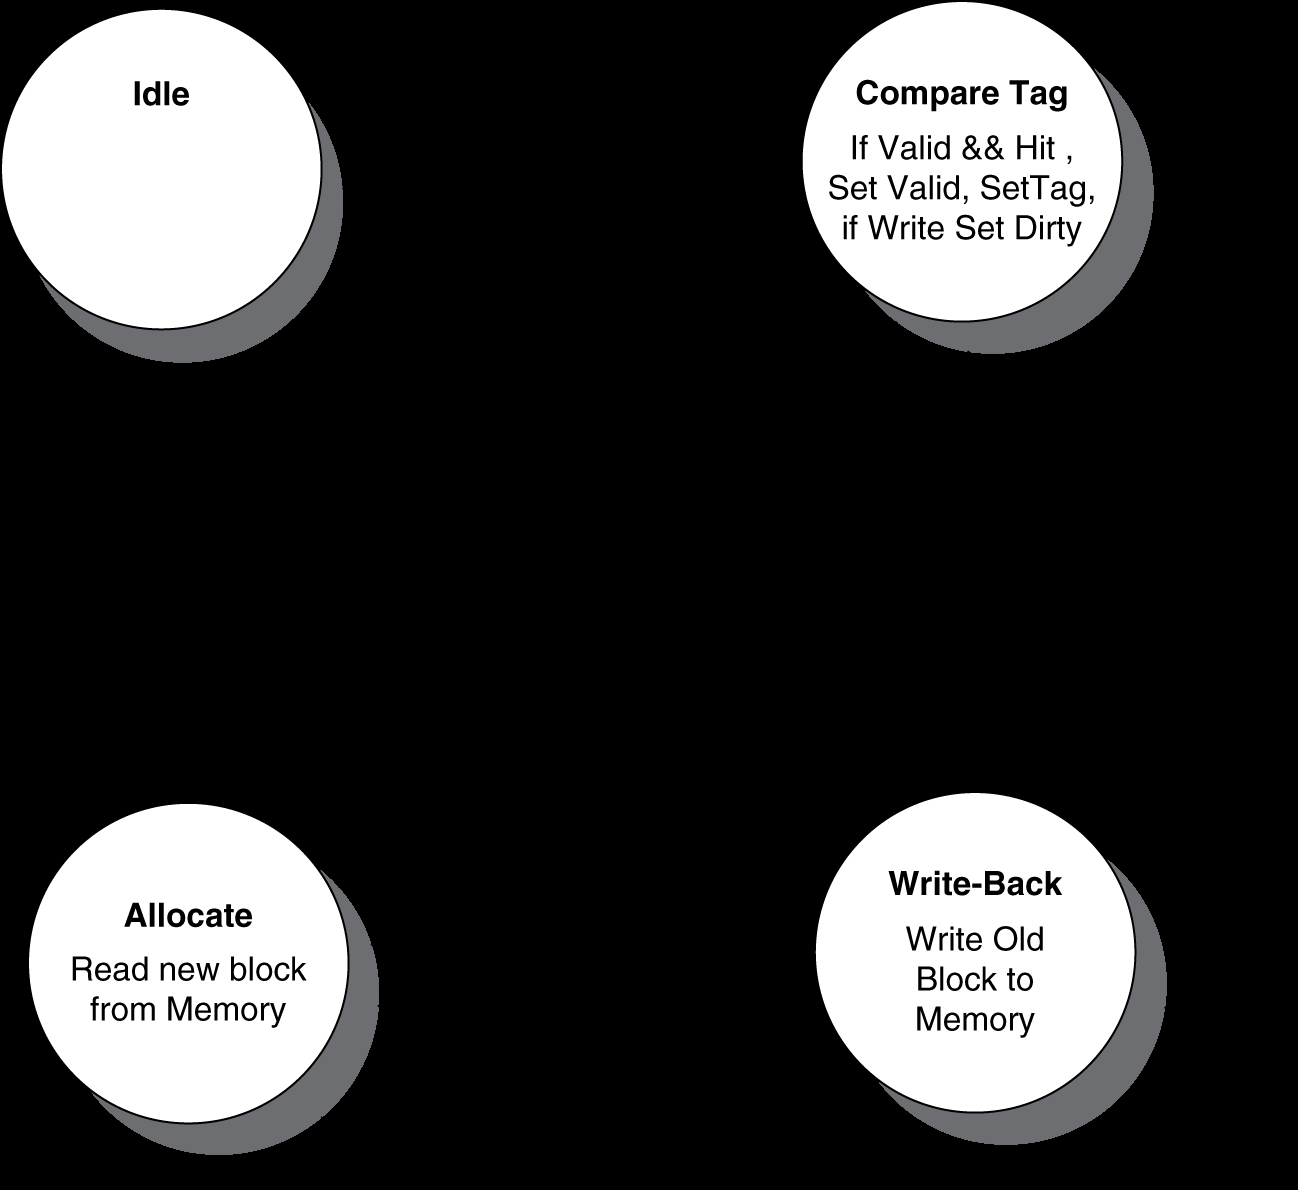 Idle
Compare Tag
If Valid && Hit ,
Set Valid, SetTag,
if Write Set Dirty
Allocate
Read new block
from Memory
Write-Back
Write Old
Block to
Memory